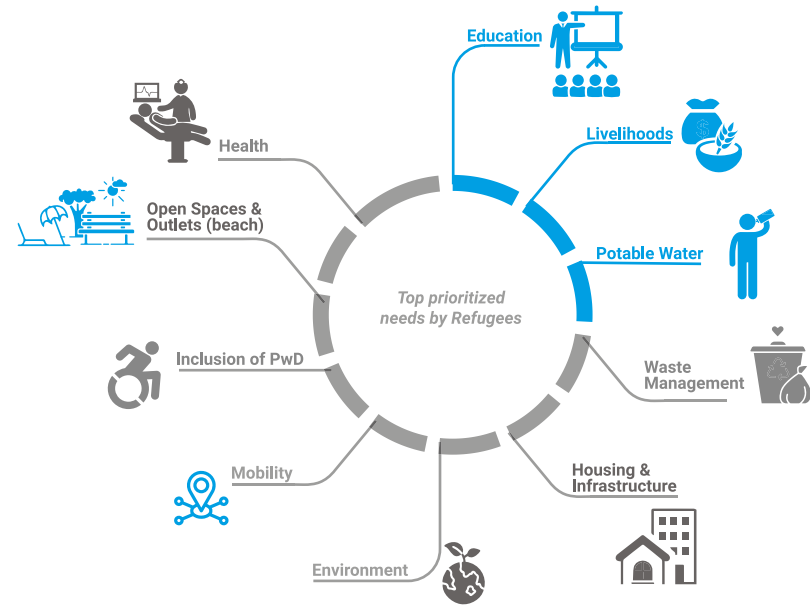 Education
Livelihoods
Potable Water
Waste
Management
Housing &
Infrastructure
Environment
Mobility
Inclusion of PwD
Open Spaces &
Outlets (beach)
Health
Top prioritized
needs by Refugees
$